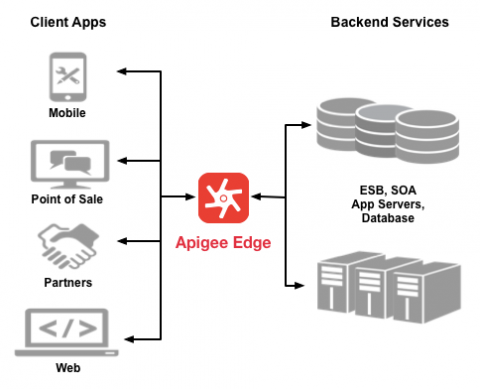 Client Apps
Backend Services
Mobile
Point of Sale
Partners
</>
Web
Apigee Edge
ESB, SOA
App Servers,
Database